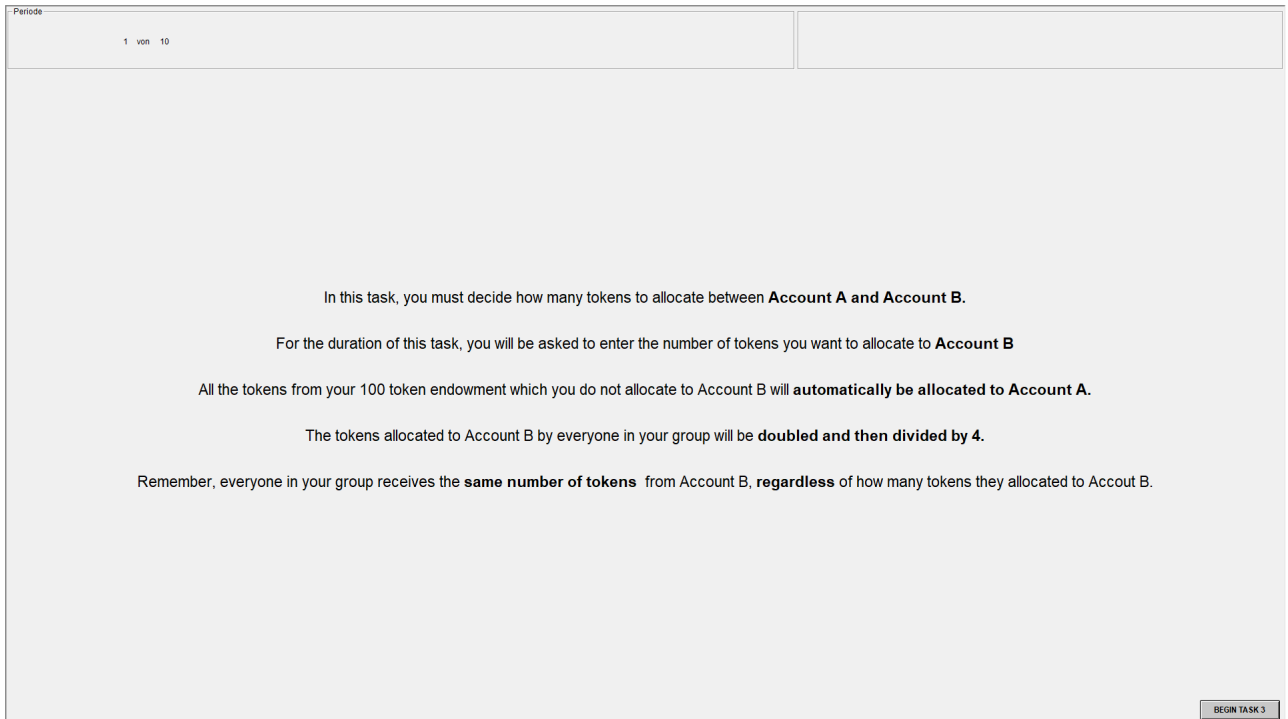 Periode
1 von 10
In this task, you must decide how many tokens to allocate between Account A and Account B.
For the duration of this task, you will be asked to enter the number of tokens you want to allocate to Account B
All the tokens from your 100 token endowment which you do not allocate to Account B will automatically be allocated to Account A.
The tokens allocated to Account B by everyone in your group will be doubled and then divided by 4.
Remember, everyone in your group receives the same number of tokens from Account B, regardless of how many tokens they allocated to Accout B.
BEGIN TASK 3